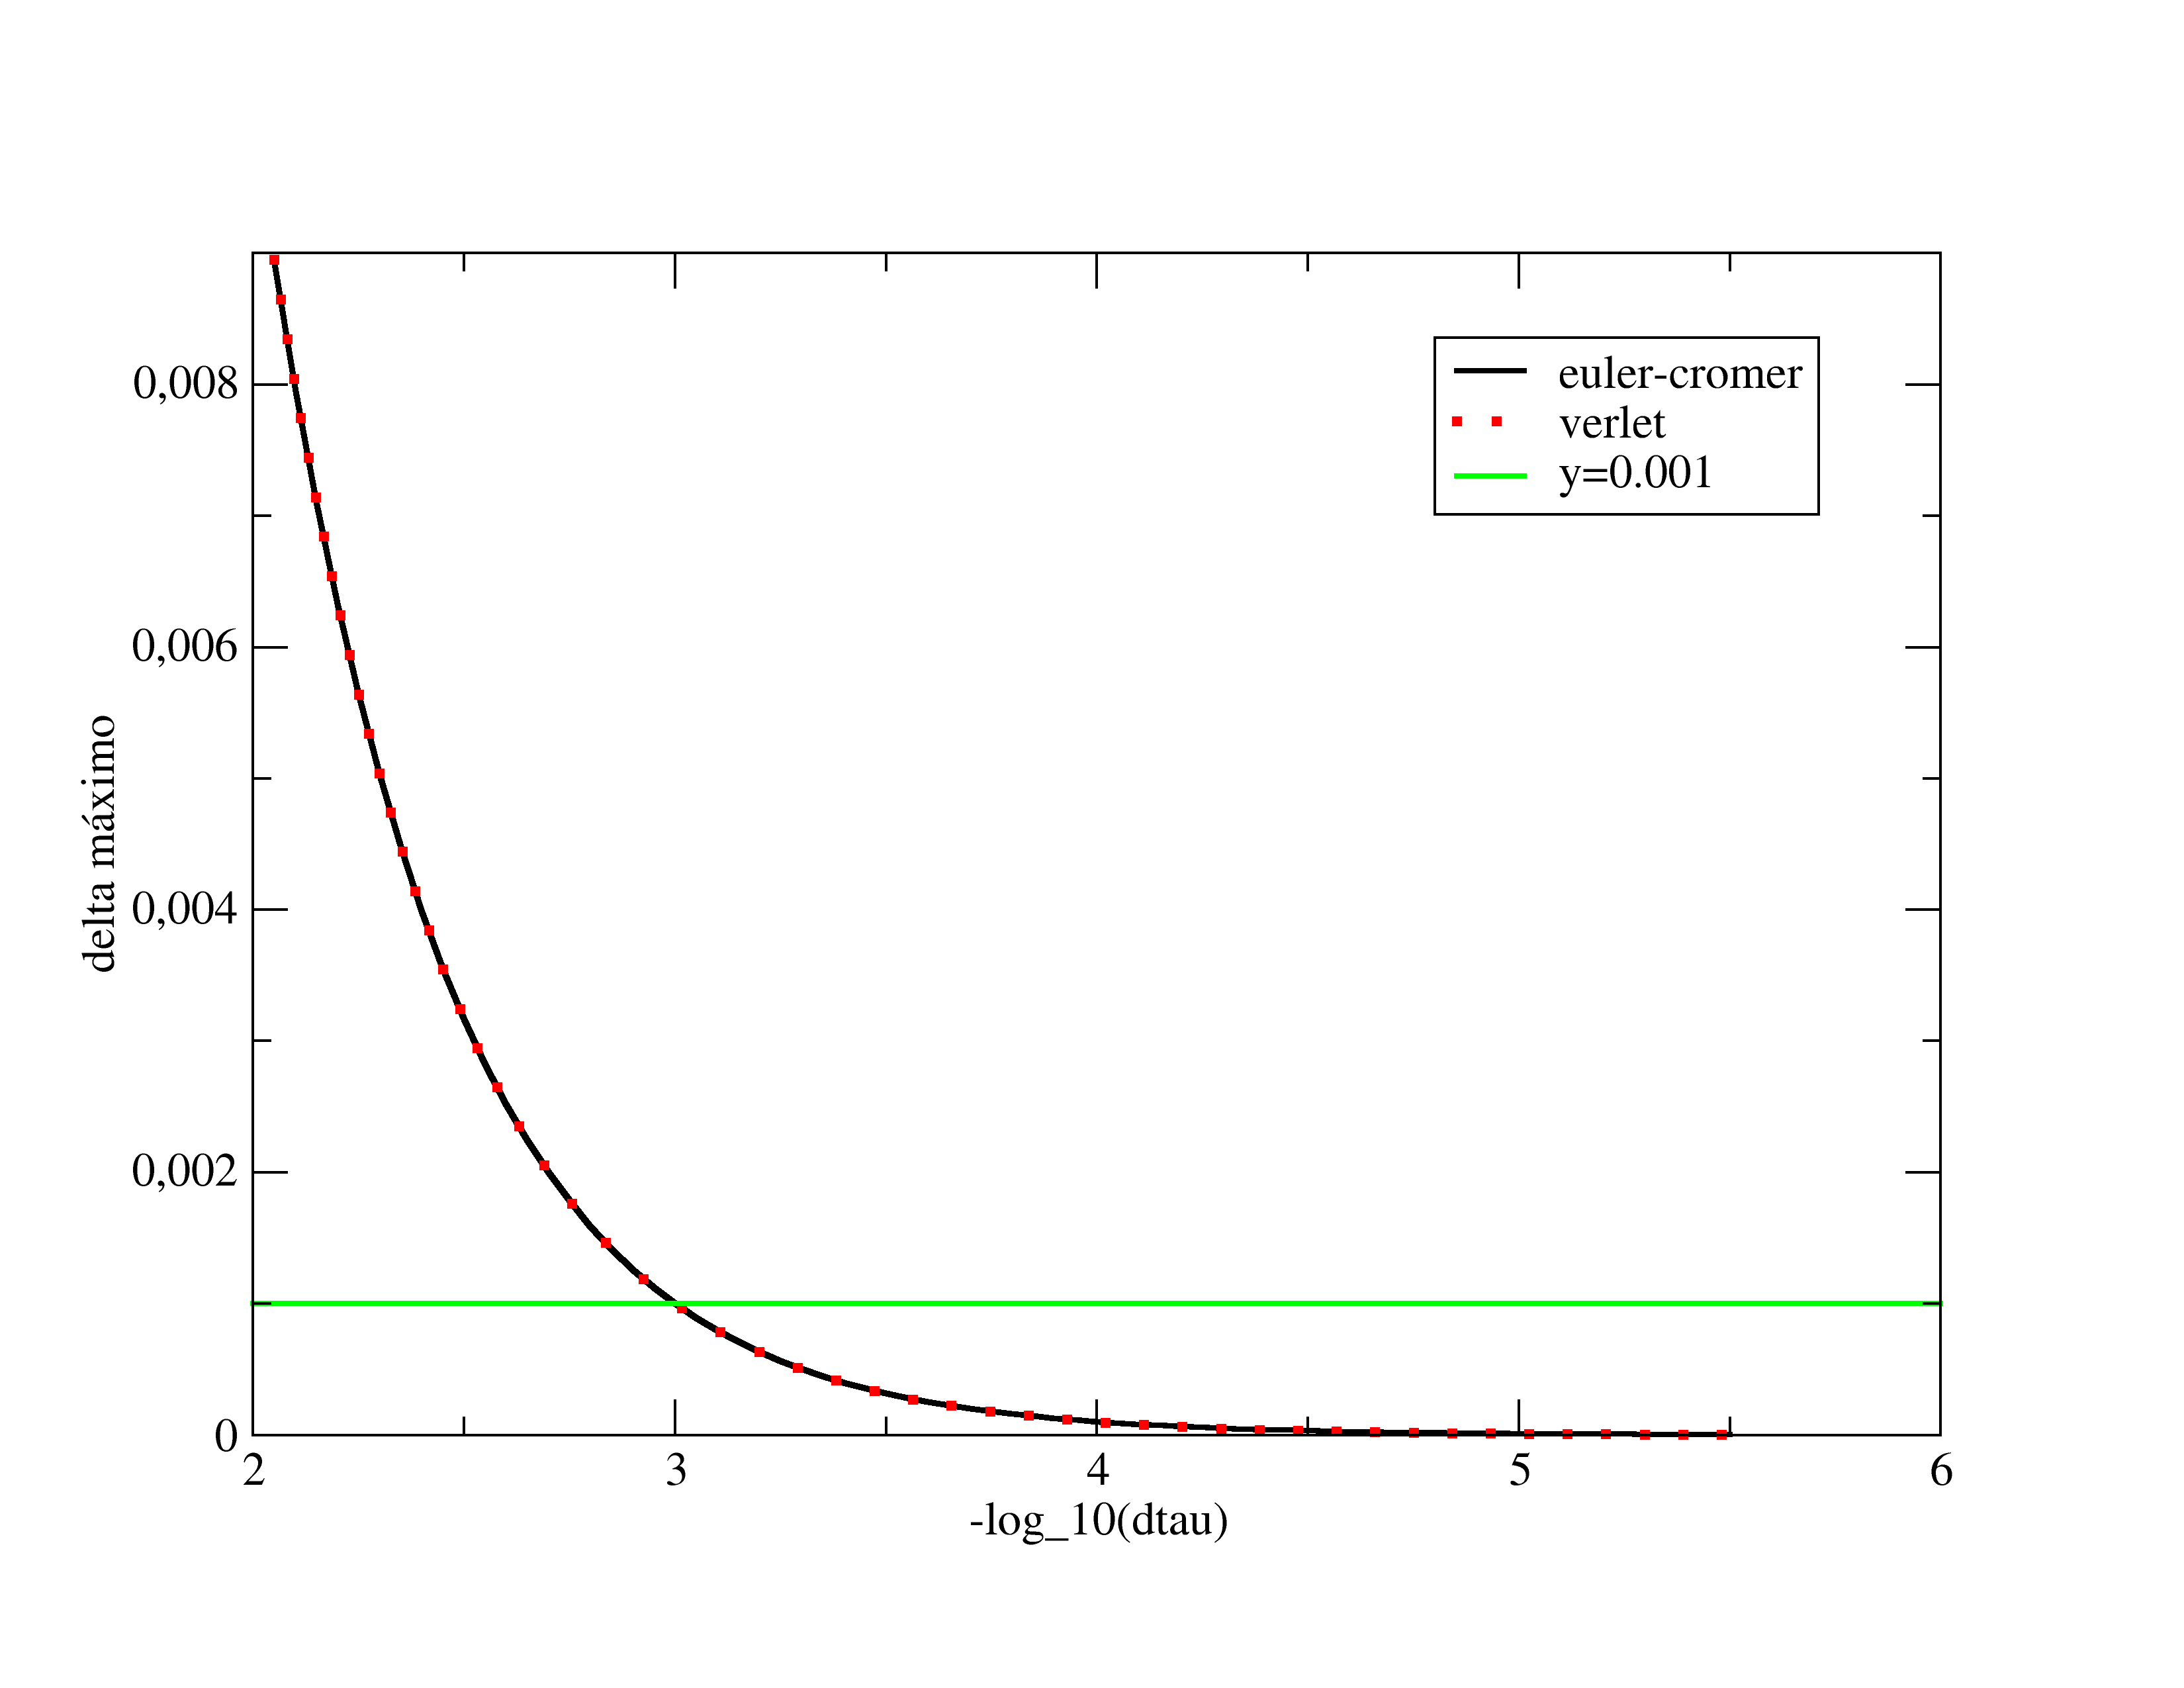 euler-cromer
verlet
y=0.001
0,008
0,006
0,004
0,002
0
delta máximo
2 3 4 5 6
-log_10(dtau)